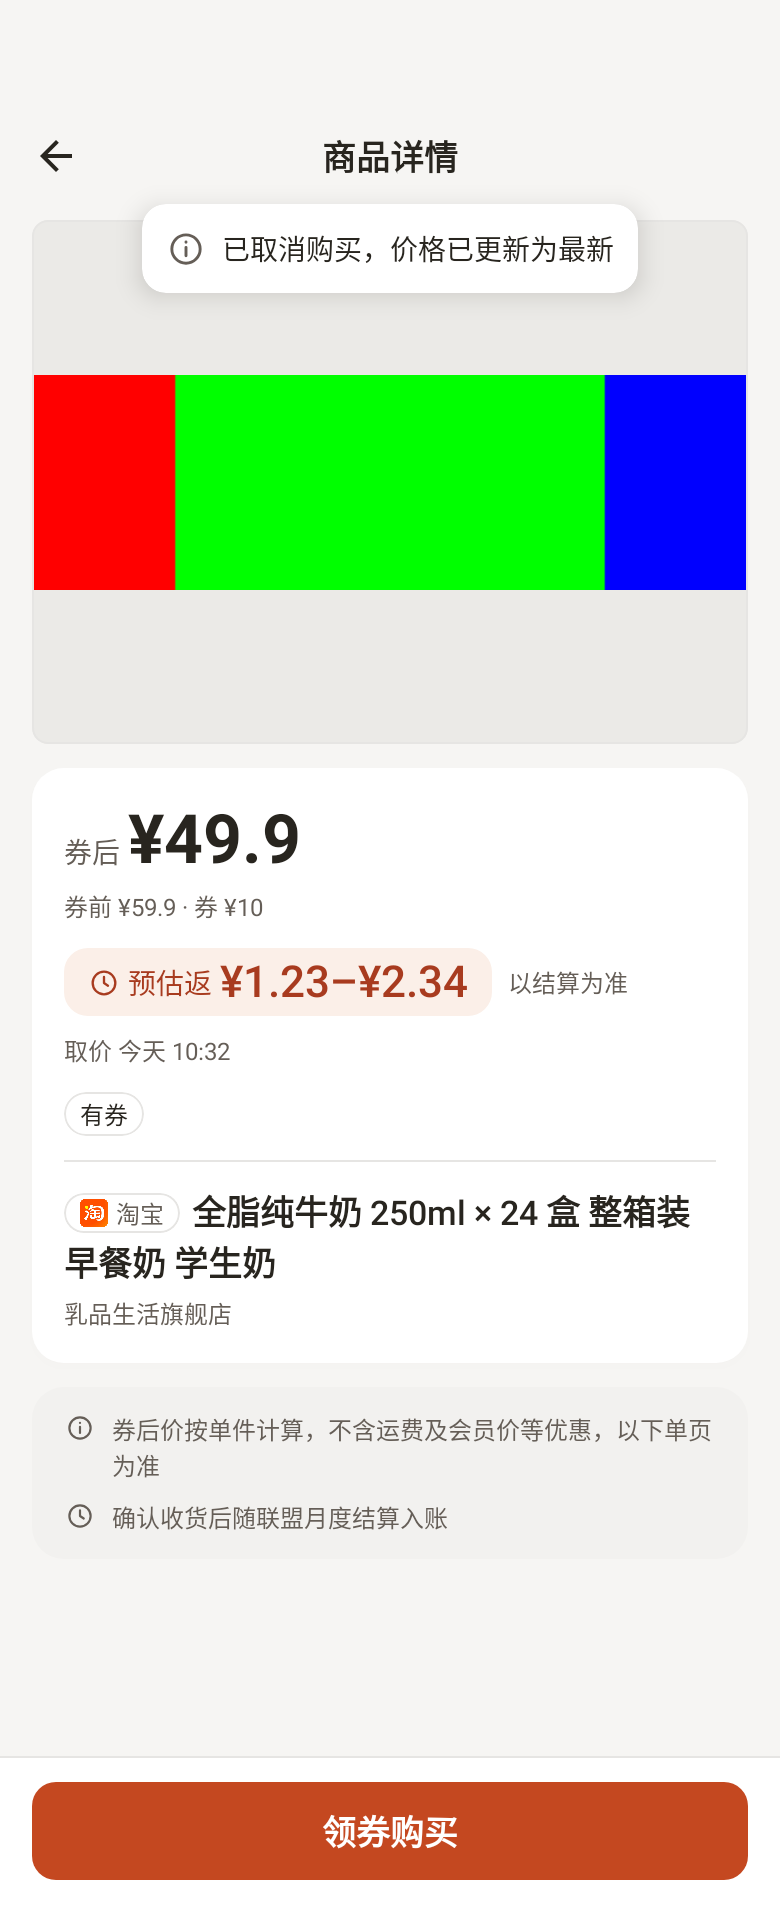 商品详情
已取消购买，价格已更新为最新
券后 ¥49.9
券前 ¥59.9 · 券 ¥10
预估返 ¥1.23–¥2.34 以结算为准
取价 今天 10:32
有券
淘 淘宝 全脂纯牛奶 250ml × 24 盒 整箱装
早餐奶 学生奶
乳品生活旗舰店
券后价按单件计算，不含运费及会员价等优惠，以下单页
为准
确认收货后随联盟月度结算入账
领券购买